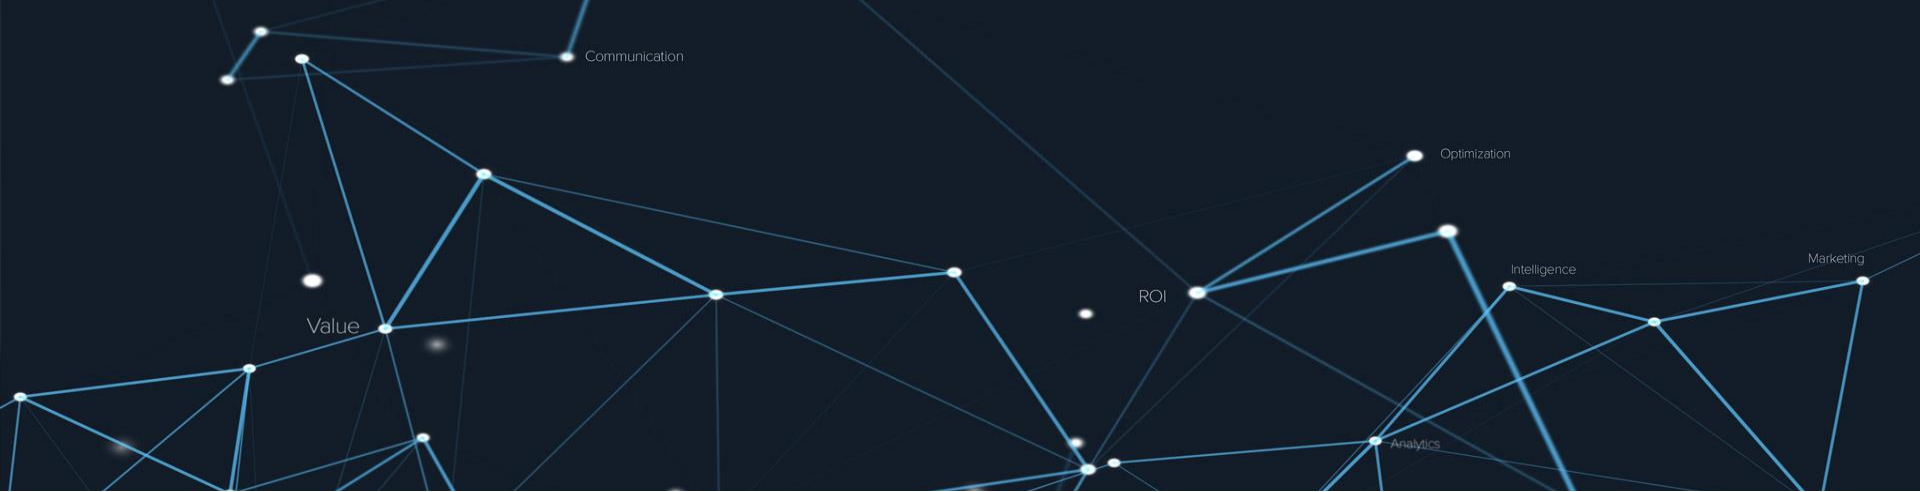 Communication
Optimization
Marketing
Intelligence
ROI
Value
Analytics